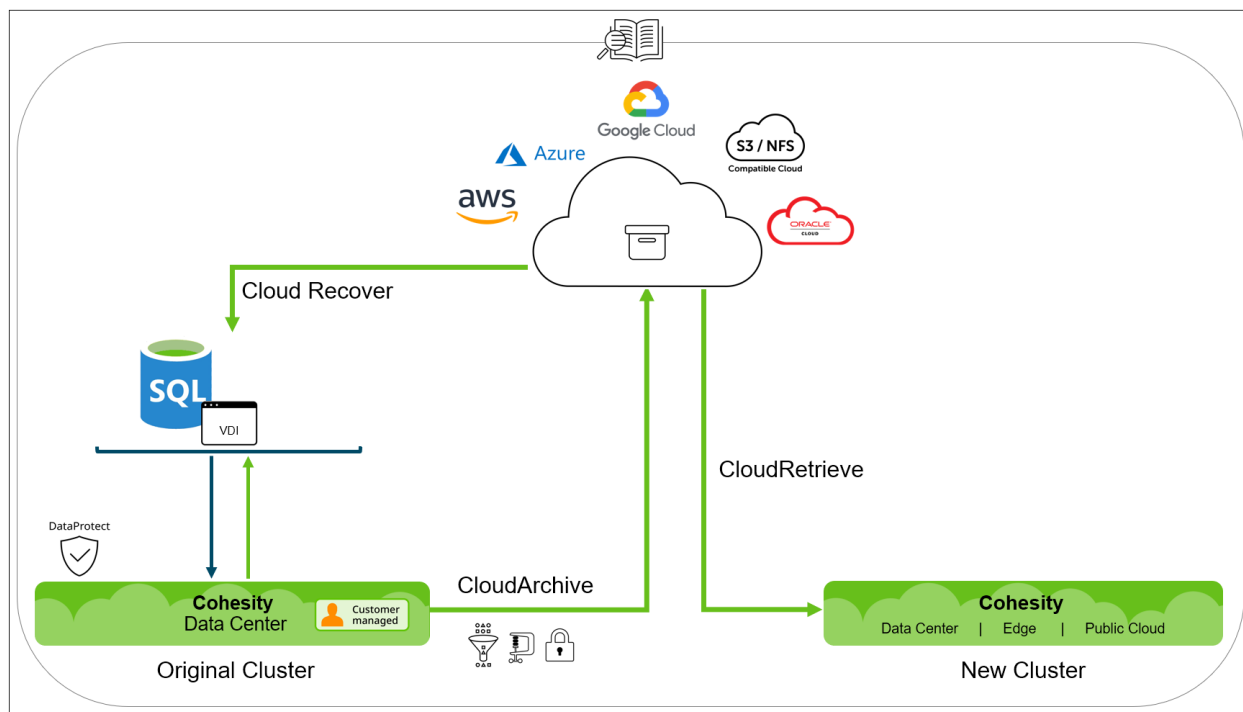 Google Cloud
S3 / NFS
Compatible Cloud
Azure
aws
ORACLE
CLOUD
Cloud Recover
SQL
VDI
CloudRetrieve
DataProtect
CloudArchive
Cohesity
Data Center
Customer
managed
Original Cluster
Cohesity
Data Center | Edge | Public Cloud
New Cluster